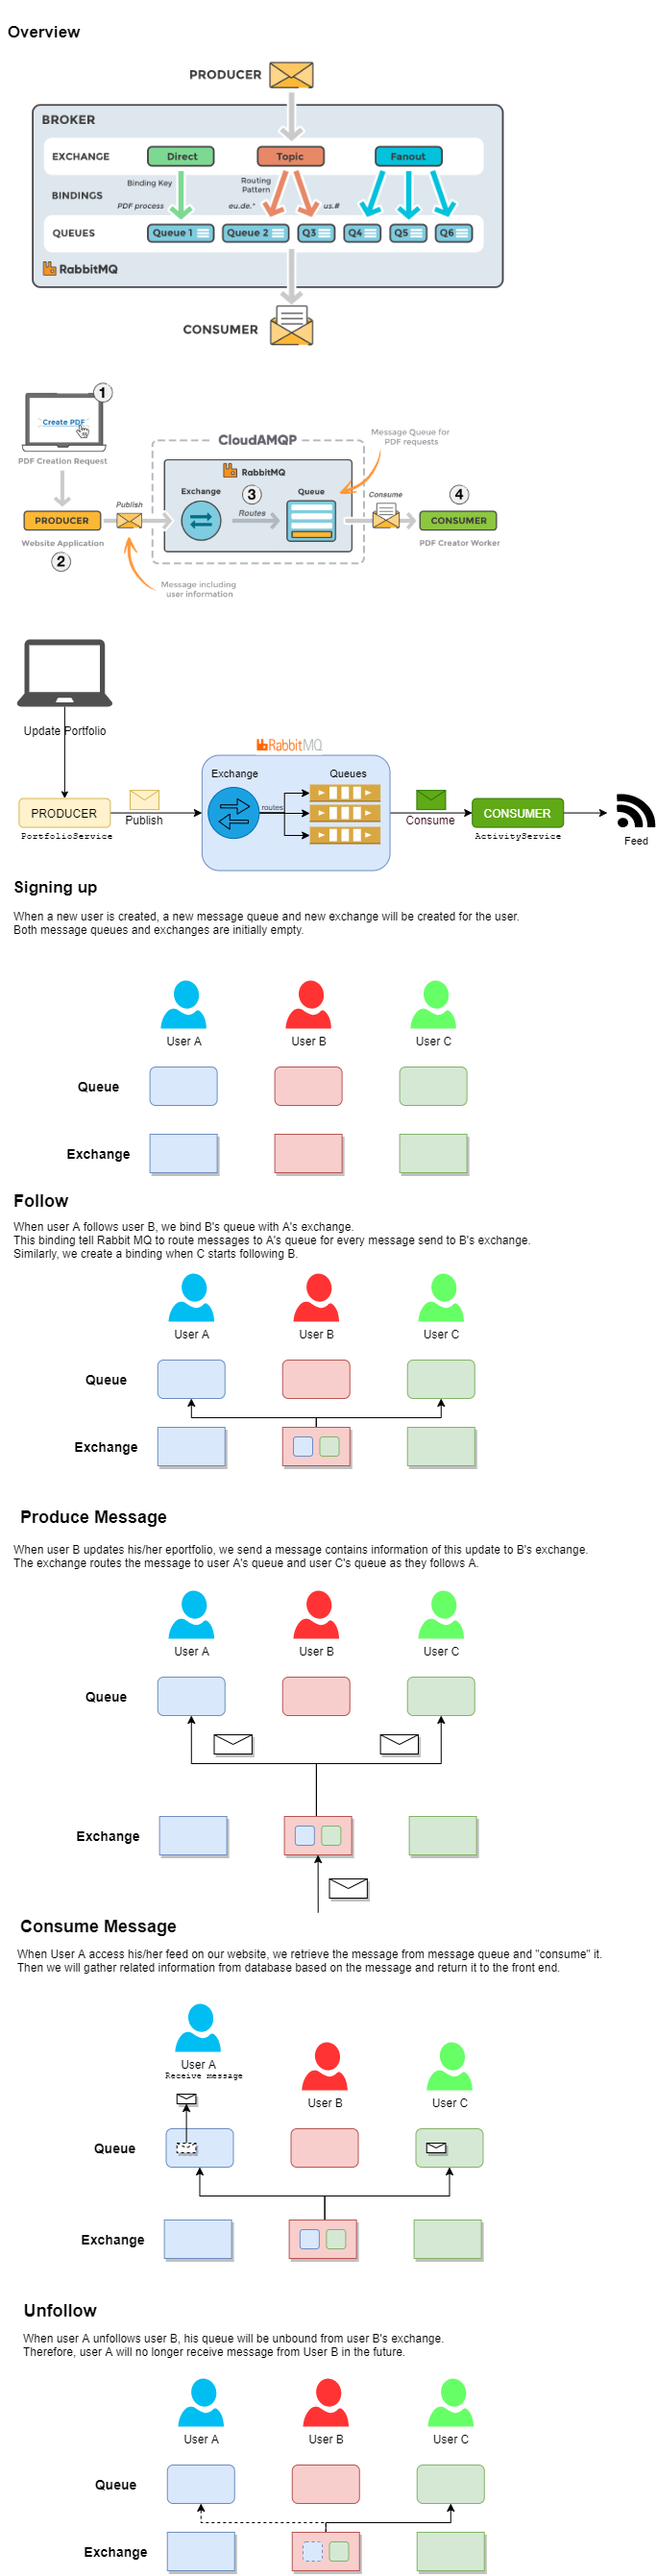 Overview
PRODUCER
BROKER
EXCHANGE
Direct
Topic
Fanout
BINDINGS
Binding Key
Routing
Pattern
PDF process
eu.de.*
us.#
QUEUES
Queue 1
Queue 2
Q3
Q4
Q5
Q6
RabbitMQ
CONSUMER
1
Create PDF
PDF Creation Request
CloudAMQP
Message Queue for
PDF requests
RabbitMQ
Exchange
3
Queue
Publish
Routes
Consume
4
PRODUCER
CONSUMER
Website Application
PDF Creator Worker
2
Message including
user information
Update Portfolio
RabbitMQ
Exchange
Queues
routes
PRODUCER
Publish
Consume
CONSUMER
PortfolioService
ActivityService
Feed
Signing up
When a new user is created, a new message queue and new exchange will be created for the user.
Both message queues and exchanges are initially empty.
User A
User B
User C
Queue
Exchange
Follow
When user A follows user B, we bind B's queue with A's exchange.
This binding tell Rabbit MQ to route messages to A's queue for every message send to B's exchange.
Similarly, we create a binding when C starts following B.
User A
User B
User C
Queue
Exchange
Produce Message
When user B updates his/her eportfolio, we send a message contains information of this update to B's exchange.
The exchange routes the message to user A's queue and user C's queue as they follows A.
User A
User B
User C
Queue
Exchange
Consume Message
When User A access his/her feed on our website, we retrieve the message from message queue and "consume" it.
Then we will gather related information from database based on the message and return it to the front end.
User A
Receive message
User B
User C
Queue
Exchange
Unfollow
When user A unfollows user B, his queue will be unbound from user B's exchange.
Therefore, user A will no longer receive message from User B in the future.
User A
User B
User C
Queue
Exchange